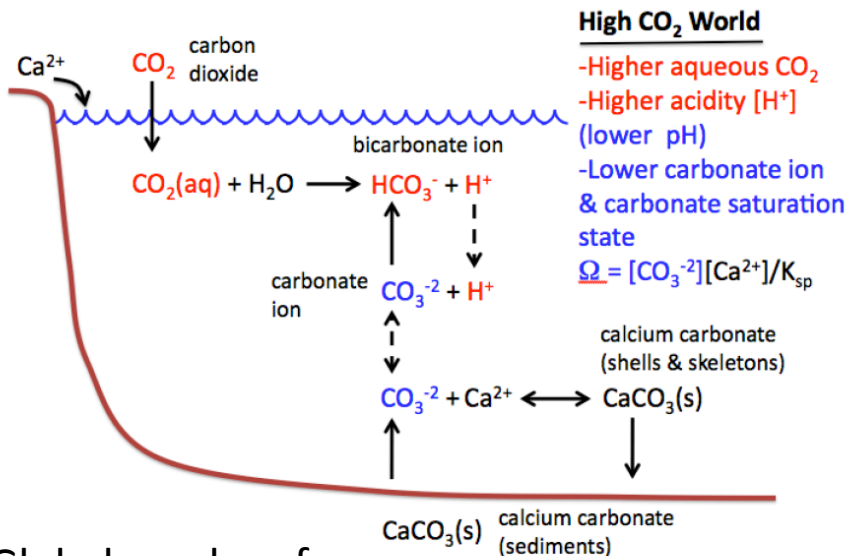 High CO₂ World
Ca²⁺
CO₂
carbon
dioxide
-Higher aqueous CO₂
-Higher acidity [H⁺]
(lower pH)
-Lower carbonate ion
& carbonate saturation
state
Ω = [CO₃⁻²][Ca²⁺]/Kₛₚ
bicarbonate ion
CO₂(aq) + H₂O ⟶ HCO₃⁻ + H⁺
carbonate
ion
CO₃⁻² + H⁺
calcium carbonate
(shells & skeletons)
CO₃⁻² + Ca²⁺ ⟷ CaCO₃(s)
CaCO₃(s)
calcium carbonate
(sediments)